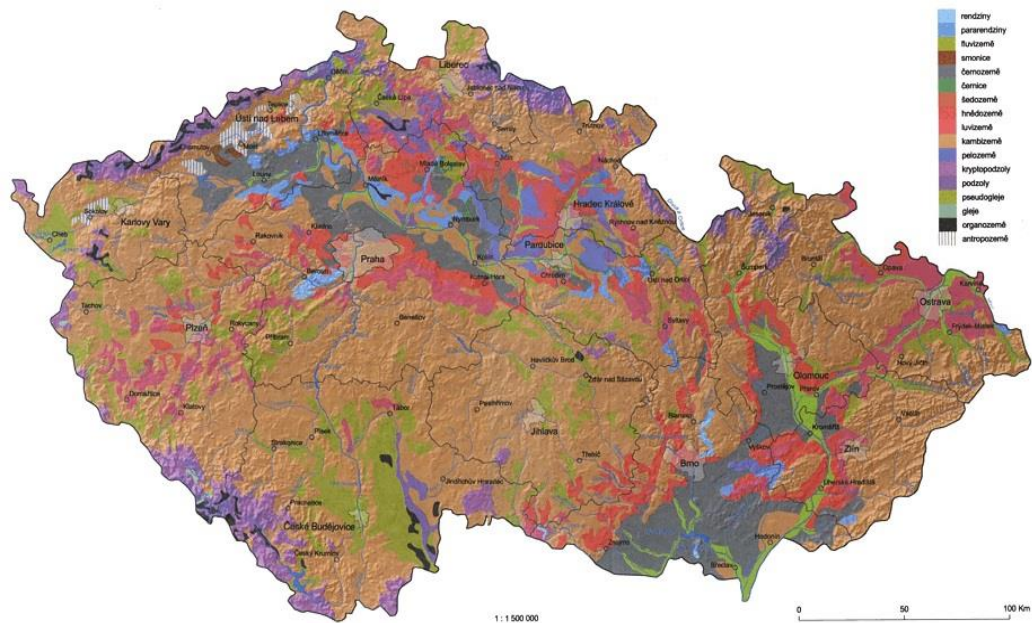 rendziny
pararendziny
fluvizemě
smonice
černozemě
černice
šedozemě
hnědozemě
luvizemě
kambizemě
pelozemě
kryptopodzoly
podzoly
pseudogleje
gleje
organozemě
antropozemě
Liberec
Děčín
Jablonec nad Nisou
Teplice
Česká Lípa
Ústí nad Labem
Semily
Trutnov
Chomutov
Most
Litoměřice
Jičín
Náchod
Louny
Mladá Boleslav
Mělník
Sokolov
Karlovy Vary
Hradec Králové
Jeseník
Cheb
Rakovník
Kladno
Nymburk
Rychnov nad Kněžnou
Praha
Kolín
Pardubice
Beroun
Kutná Hora
Chrudim
Ústí nad Orlicí
Šumperk
Bruntál
Opava
Karviná
Tachov
Ostrava
Plzeň
Rokycany
Benešov
Svitavy
Frýdek-Místek
Příbram
Havlíčkův Brod
Nový Jičín
Žďár nad Sázavou
Olomouc
Domažlice
Prostějov
Přerov
Klatovy
Tábor
Pelhřimov
Jihlava
Blansko
Vsetín
Písek
Kroměříž
Strakonice
Vyškov
Zlín
Třebíč
Brno
Jindřichův Hradec
Uherské Hradiště
Prachatice
České Budějovice
Znojmo
Hodonín
Český Krumlov
Břeclav
1 : 1 500 000
0 50 100 Km